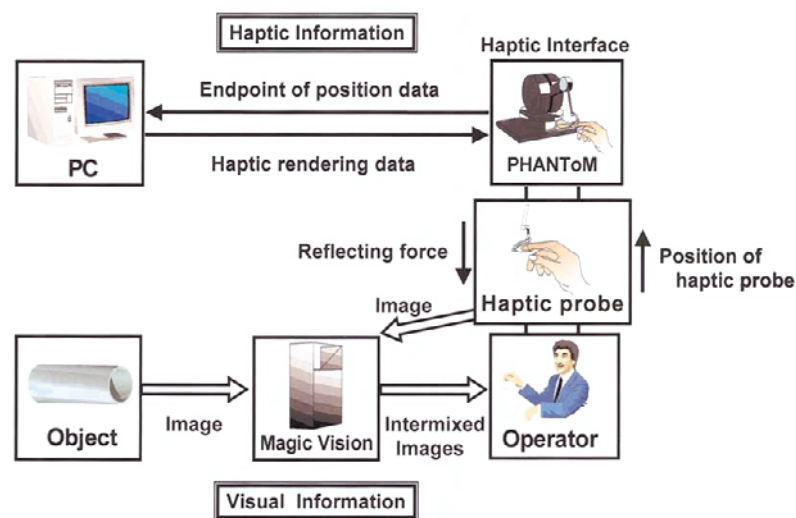 Haptic Information
Haptic Interface
Endpoint of position data
Haptic rendering data
PC
PHANToM
Reflecting force
Position of
haptic probe
Haptic probe
Image
Object
Image
Magic Vision
Intermixed
Images
Operator
Visual Information